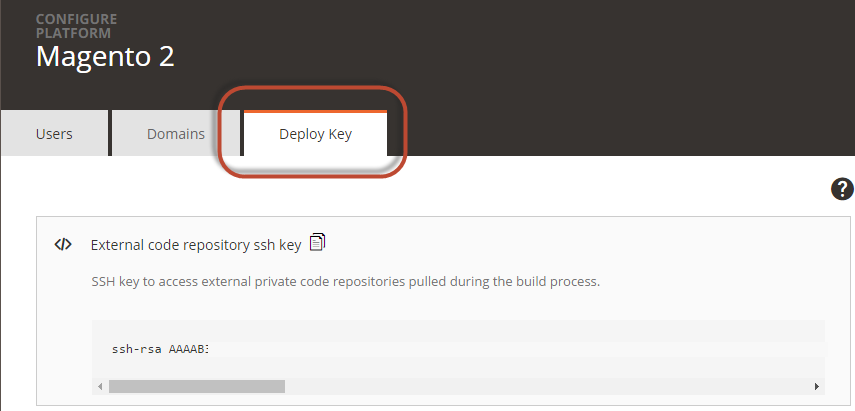 CONFIGURE
PLATFORM
Magento 2
Users
Domains
Deploy Key
?
</> External code repository ssh key
SSH key to access external private code repositories pulled during the build process.
ssh-rsa AAAAB3